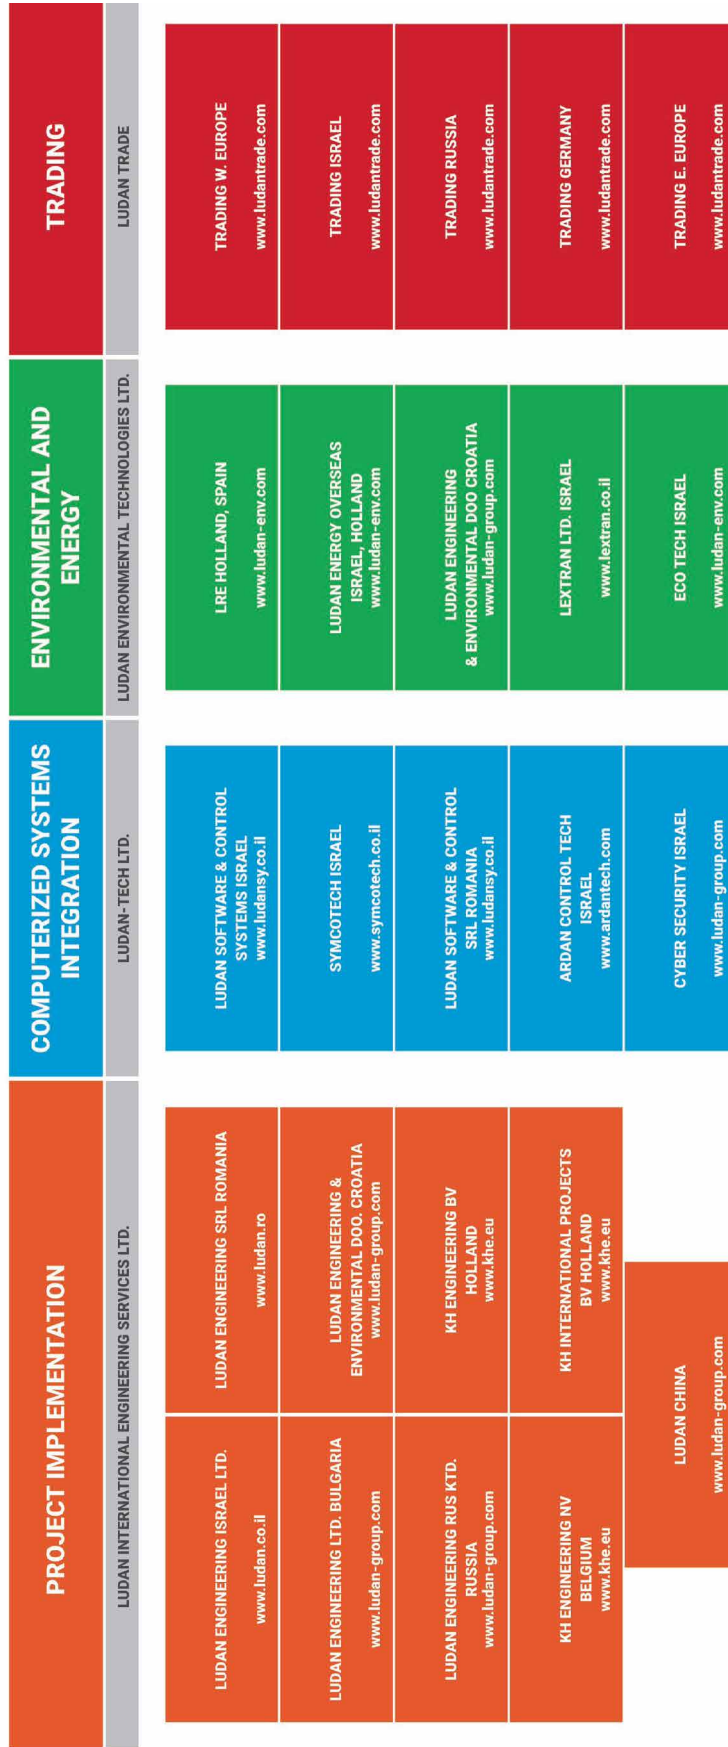 PROJECT IMPLEMENTATION
LUDAN INTERNATIONAL ENGINEERING SERVICES LTD.
LUDAN ENGINEERING ISRAEL LTD.
www.ludan.co.il
LUDAN ENGINEERING SRL ROMANIA
www.ludan.ro
LUDAN ENGINEERING LTD. BULGARIA
www.ludan-group.com
LUDAN ENGINEERING &
ENVIRONMENTAL DOO. CROATIA
www.ludan-group.com
LUDAN ENGINEERING RUS KTD.
RUSSIA
www.ludan-group.com
KH ENGINEERING BV
HOLLAND
www.khe.eu
KH ENGINEERING NV
BELGIUM
www.khe.eu
KH INTERNATIONAL PROJECTS
BV HOLLAND
www.khe.eu
LUDAN CHINA
www.ludan-group.com
COMPUTERIZED SYSTEMS
INTEGRATION
LUDAN-TECH LTD.
LUDAN SOFTWARE & CONTROL
SYSTEMS ISRAEL
www.ludansy.co.il
SYMCOTECH ISRAEL
www.symcotech.co.il
LUDAN SOFTWARE & CONTROL
SRL ROMANIA
www.ludansy.co.il
ARDAN CONTROL TECH
ISRAEL
www.ardantech.com
CYBER SECURITY ISRAEL
www.ludan-group.com
ENVIRONMENTAL AND
ENERGY
LUDAN ENVIRONMENTAL TECHNOLOGIES LTD.
LRE HOLLAND, SPAIN
www.ludan-env.com
LUDAN ENERGY OVERSEAS
ISRAEL, HOLLAND
www.ludan-env.com
LUDAN ENGINEERING
& ENVIRONMENTAL DOO CROATIA
www.ludan-group.com
LEXTRAN LTD. ISRAEL
www.lextran.co.il
ECO TECH ISRAEL
www.ludan-env.com
TRADING
LUDAN TRADE
TRADING W. EUROPE
www.ludantrade.com
TRADING ISRAEL
www.ludantrade.com
TRADING RUSSIA
www.ludantrade.com
TRADING GERMANY
www.ludantrade.com
TRADING E. EUROPE
www.ludantrade.com